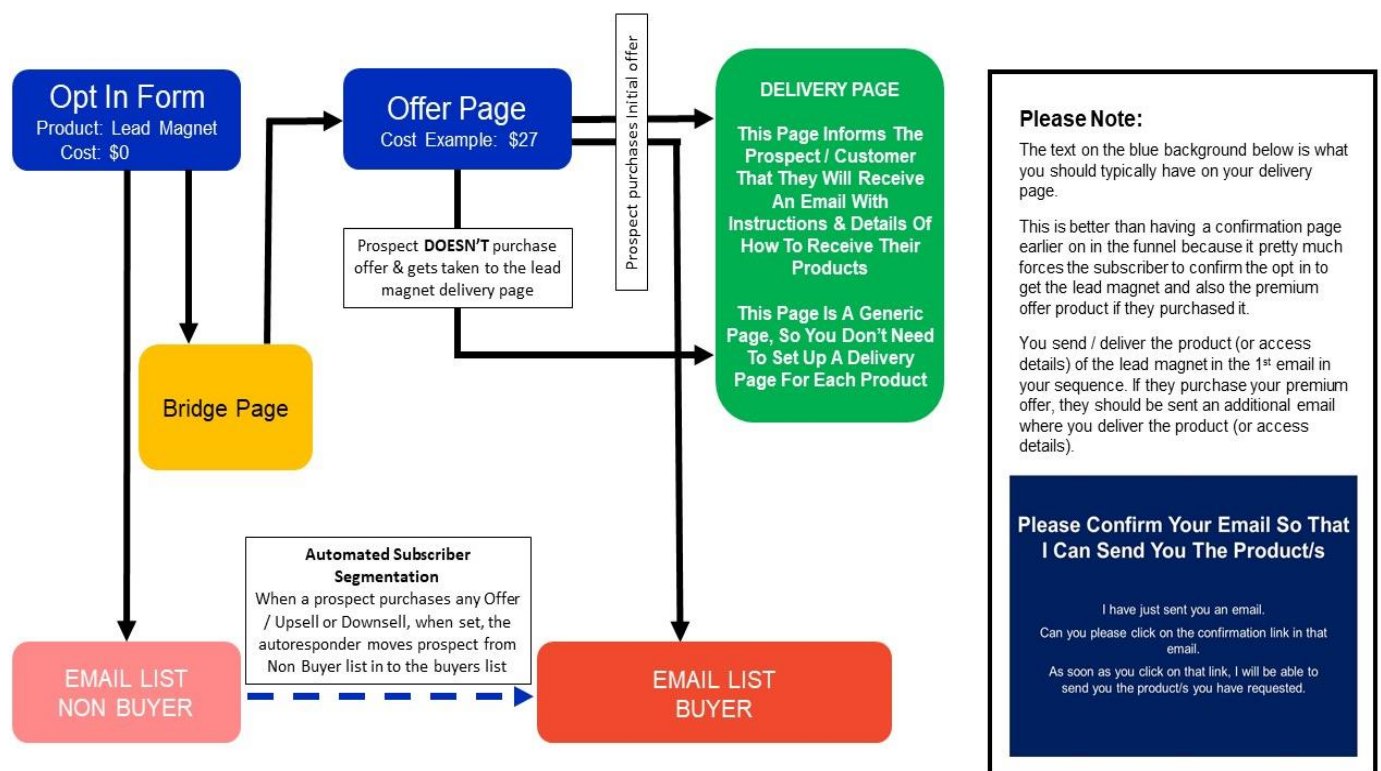 Opt In Form
Product: Lead Magnet
Cost: $0
Offer Page
Cost Example: $27
Prospect purchases Initial offer
DELIVERY PAGE
This Page Informs The
Prospect / Customer
That They Will Receive
An Email With
Instructions & Details Of
How To Receive Their
Products
This Page Is A Generic
Page, So You Don’t Need
To Set Up A Delivery
Page For Each Product
Prospect DOESN’T purchase
offer & gets taken to the lead
magnet delivery page
Bridge Page
Automated Subscriber
Segmentation
When a prospect purchases any Offer
/ Upsell or Downsell, when set, the
autoresponder moves prospect from
Non Buyer list in to the buyers list
EMAIL LIST
NON BUYER
EMAIL LIST
BUYER
Please Note:
The text on the blue background below is what
you should typically have on your delivery
page.
This is better than having a confirmation page
earlier on in the funnel because it pretty much
forces the subscriber to confirm the opt in to
get the lead magnet and also the premium
offer product if they purchased it.
You send / deliver the product (or access
details) of the lead magnet in the 1st email in
your sequence. If they purchase your premium
offer, they should be sent an additional email
where you deliver the product (or access
details).
Please Confirm Your Email So That
I Can Send You The Product/s
I have just sent you an email.
Can you please click on the confirmation link in that
email.
As soon as you click on that link, I will be able to
send you the product/s you have requested.